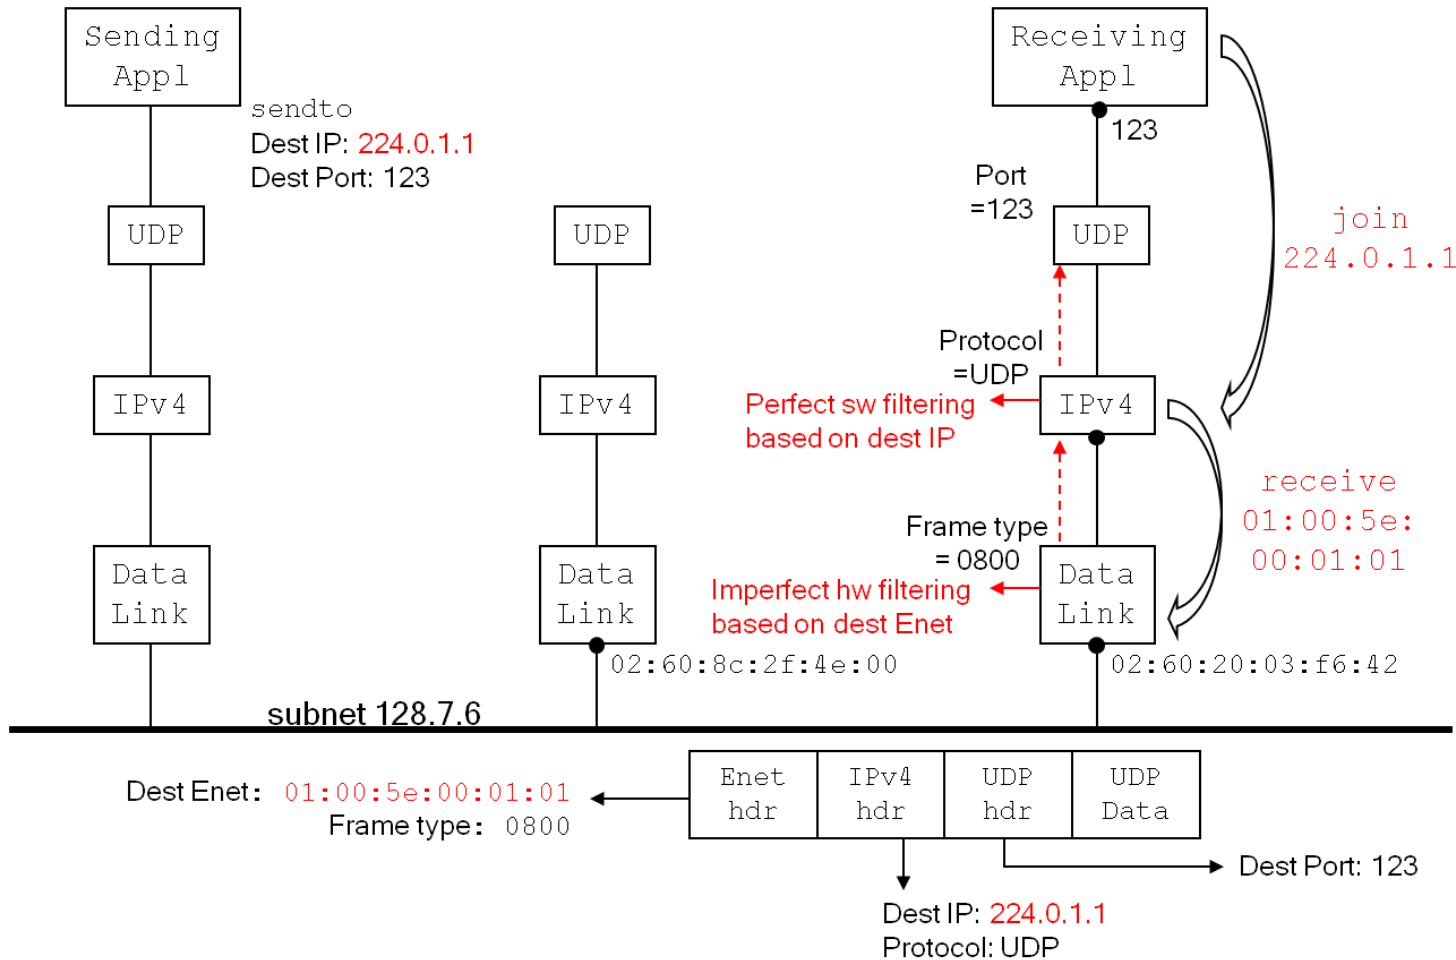 Sending
Appl
sendto
Dest IP: 224.0.1.1
Dest Port: 123
UDP
IPv4
Data
Link
UDP
IPv4
Data
Link
02:60:8c:2f:4e:00
Receiving
Appl
123
Port
=123
UDP
join
224.0.1.1
Protocol
=UDP
IPv4
Perfect sw filtering
based on dest IP
receive
01:00:5e:
00:01:01
Frame type
= 0800
Data
Link
Imperfect hw filtering
based on dest Enet
02:60:20:03:f6:42
subnet 128.7.6
Enet
hdr
IPv4
hdr
UDP
hdr
UDP
Data
Dest Enet: 01:00:5e:00:01:01
Frame type: 0800
Dest Port: 123
Dest IP: 224.0.1.1
Protocol: UDP